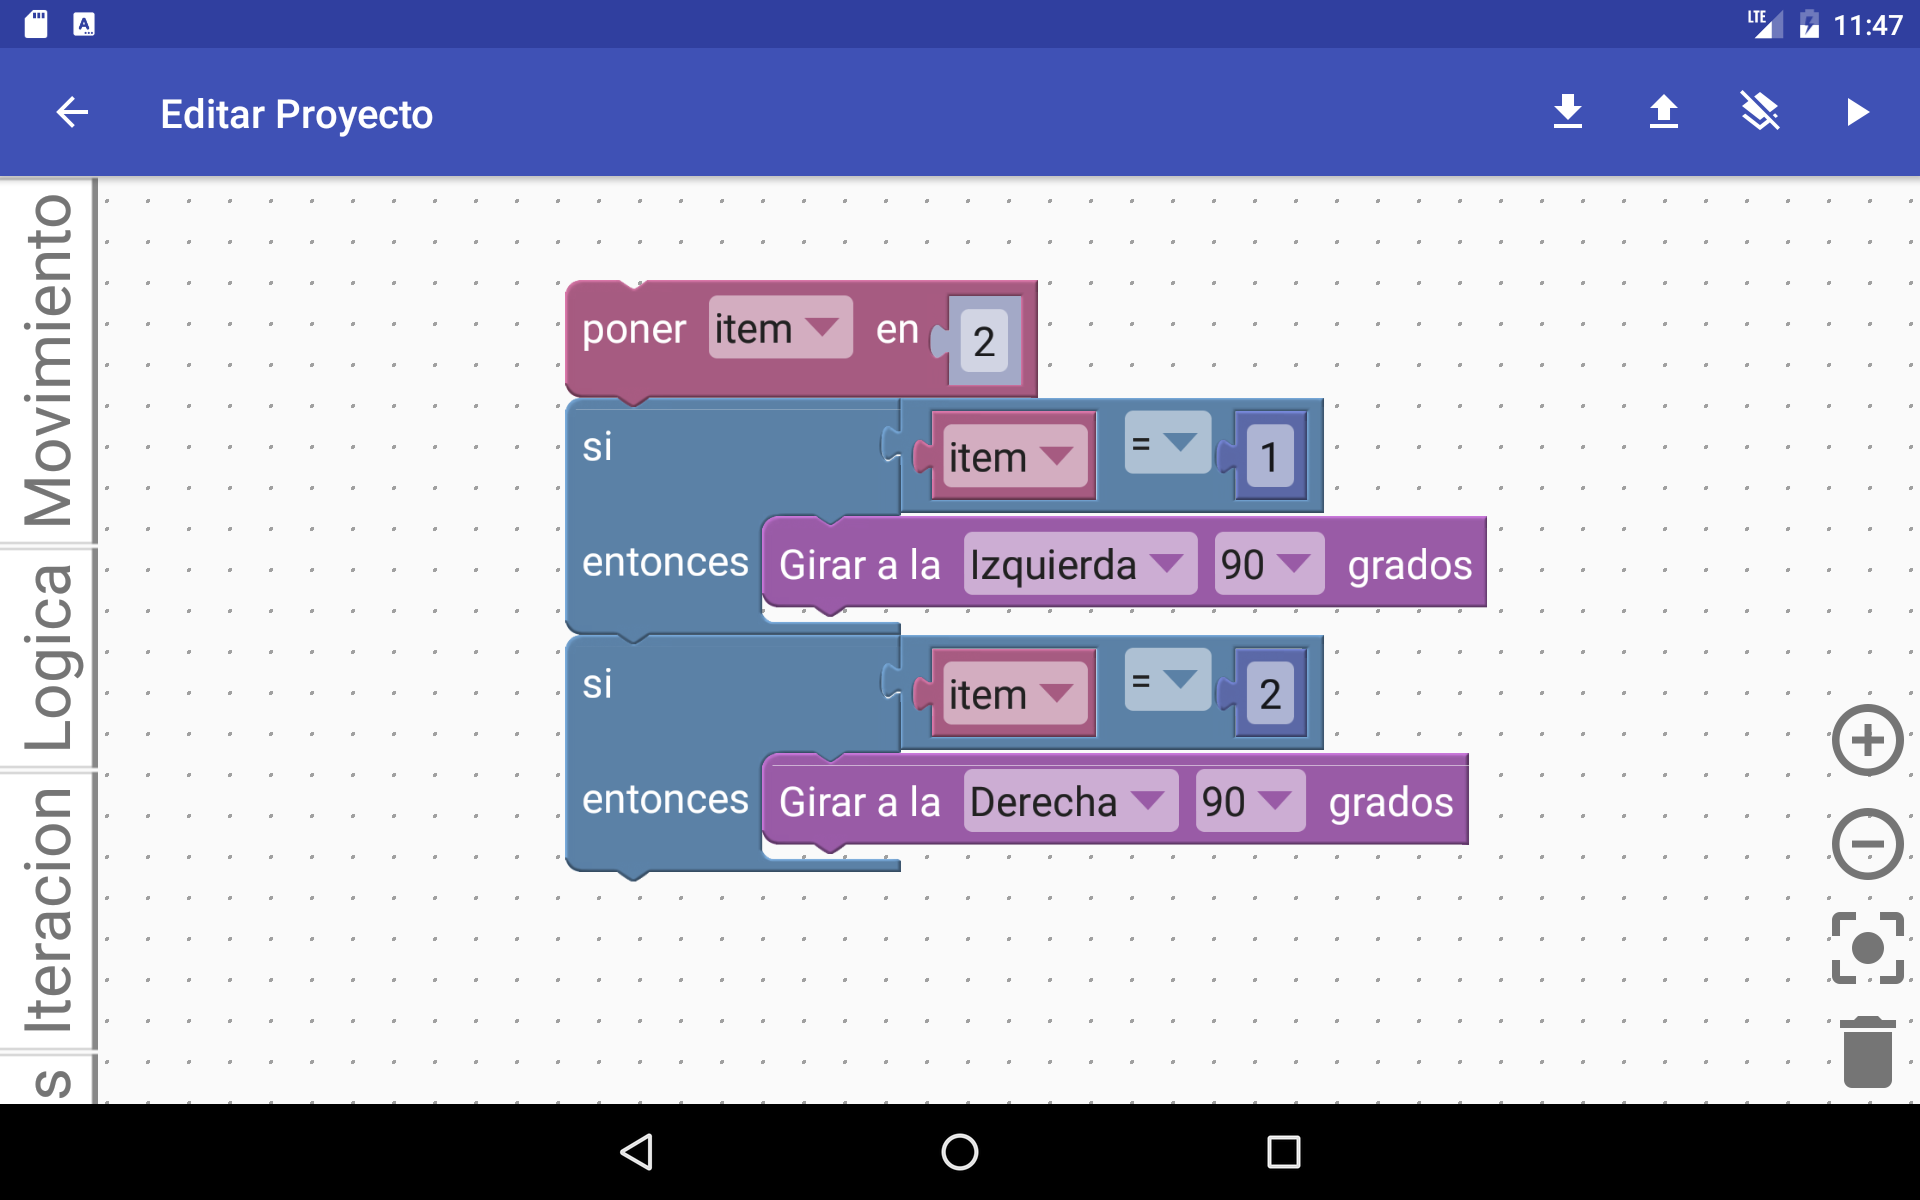 LTE 11:47
Editar Proyecto
Movimiento
Logica
Iteracion
s
poner item en 2
si item = 1
entonces Girar a la Izquierda 90 grados
si item = 2
entonces Girar a la Derecha 90 grados